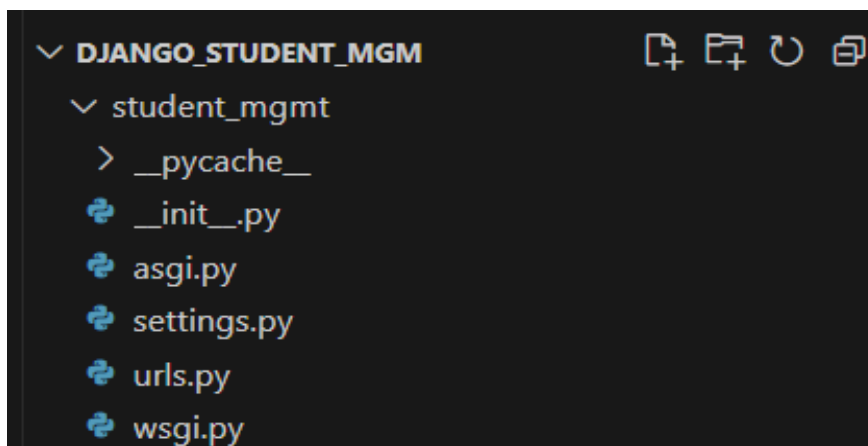 DJANGO_STUDENT_MGM
student_mgmt
__pycache__
__init__.py
asgi.py
settings.py
urls.py
wsgi.py